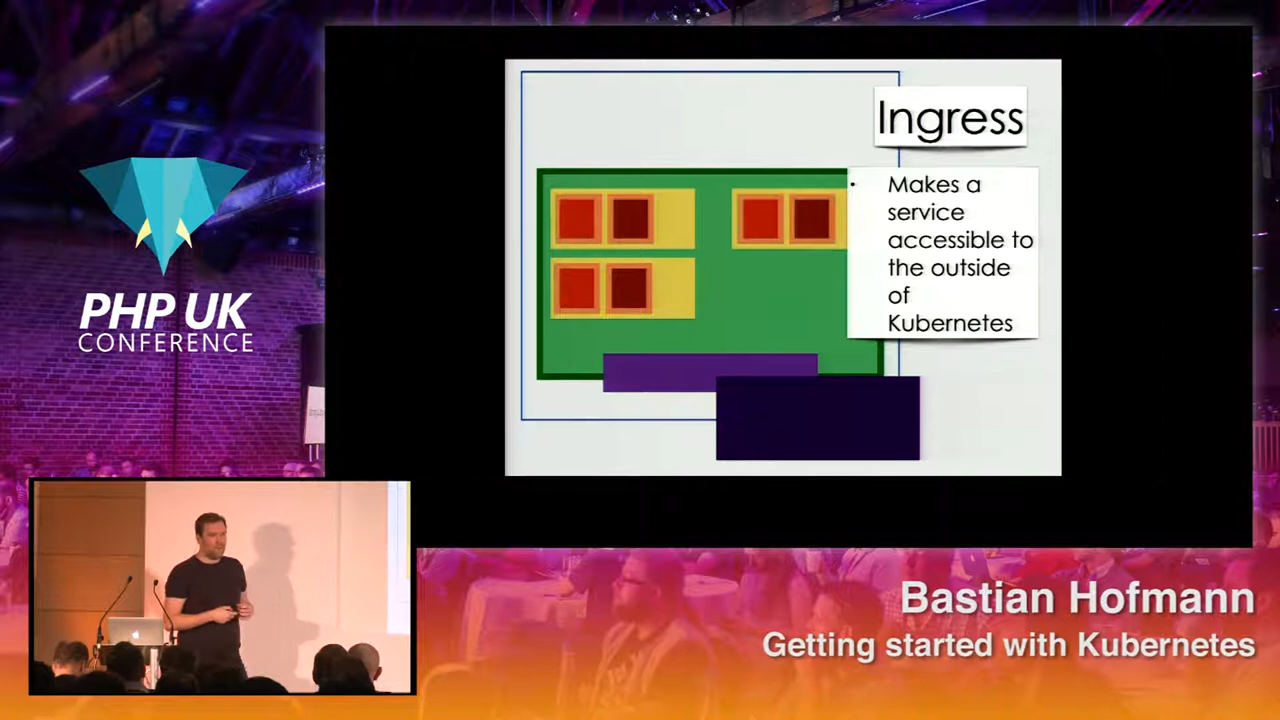 PHP UK
CONFERENCE
Ingress
• Makes a
service
accessible to
the outside
of
Kubernetes
Bastian Hofmann
Getting started with Kubernetes